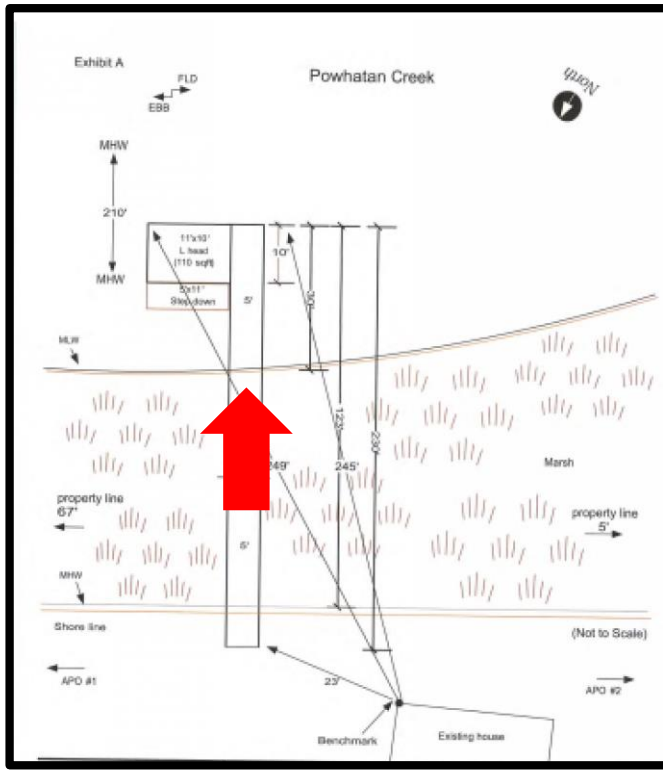 Exhibit A
FLD
EBB
Powhatan Creek
North
MHW
210'
MHW
11'x10'
L head
(110 sqft)
5'x11'
Step down
10'
5'
30'
MLW
123'
230'
249'
245'
Marsh
property line
67'
property line
5'
5'
MHW
Shore line
(Not to Scale)
APO #1
APO #2
23'
Benchmark
Existing house